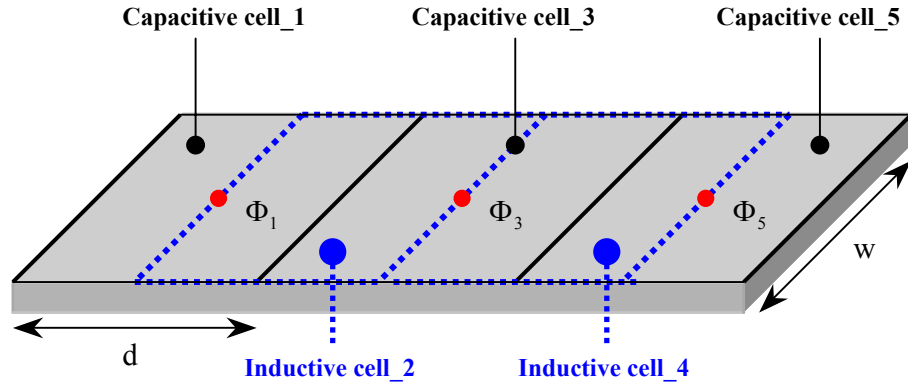 Capacitive cell_1 Capacitive cell_3 Capacitive cell_5
Φ₁ Φ₃ Φ₅
w
d
Inductive cell_2 Inductive cell_4